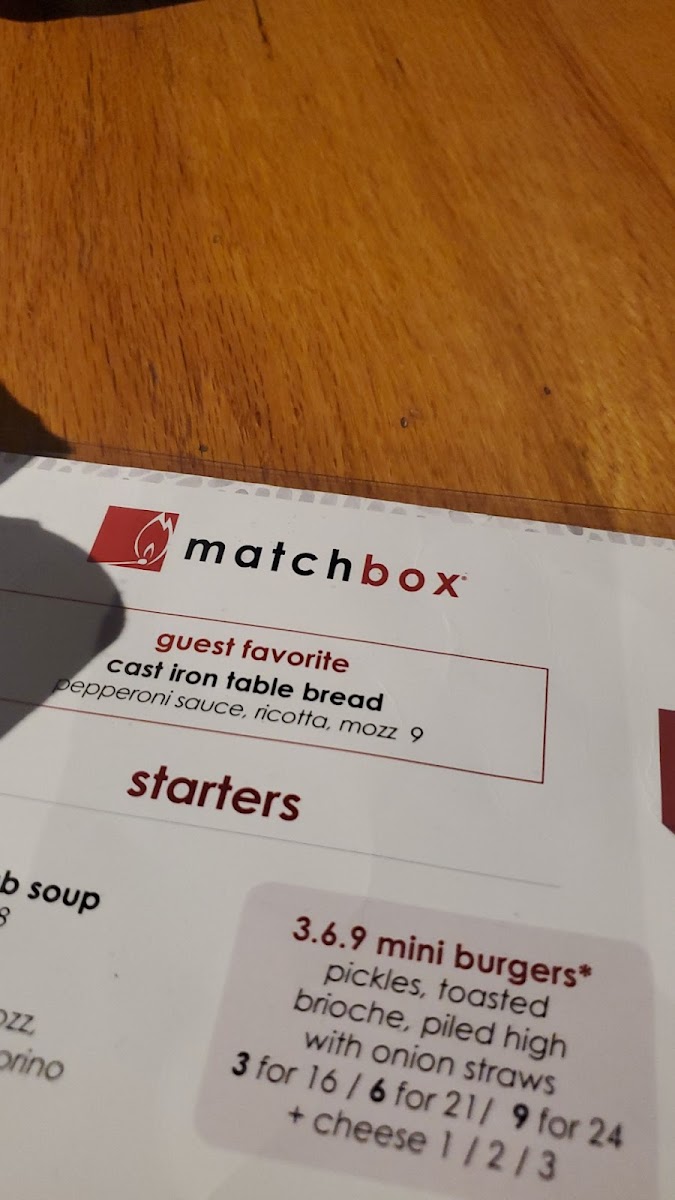 matchbox
guest favorite
cast iron table bread
pepperoni sauce, ricotta, mozz 9
starters
soup
8
3.6.9 mini burgers*
pickles, toasted
brioche, piled high
with onion straws
3 for 16 / 6 for 21/ 9 for 24
+ cheese 1 / 2 / 3